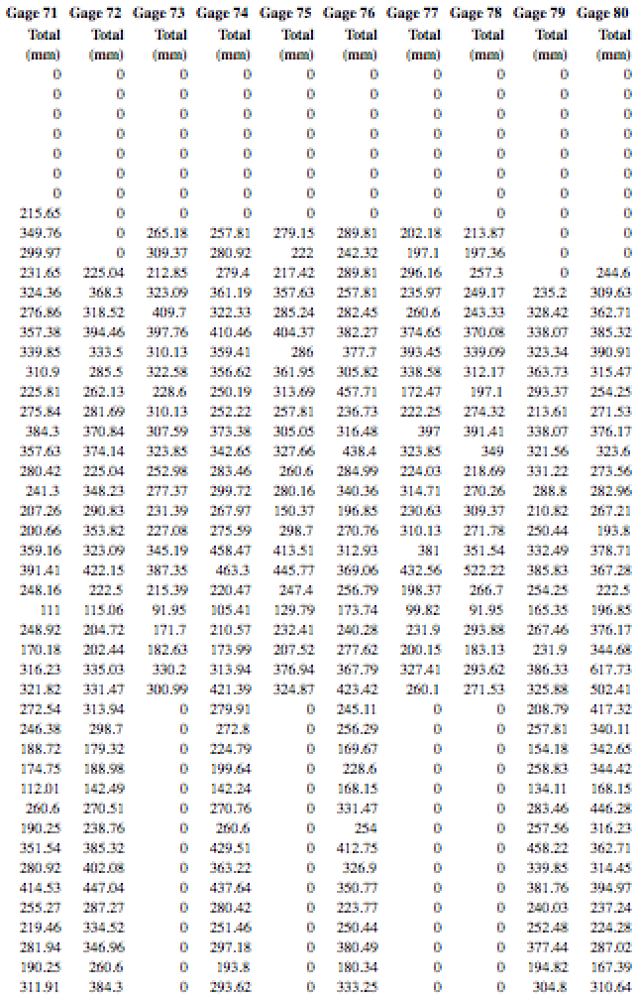 Gage 71 Gage 72 Gage 73 Gage 74 Gage 75 Gage 76 Gage 77 Gage 78 Gage 79 Gage 80
Total Total Total Total Total Total Total Total Total Total
(mm) (mm) (mm) (mm) (mm) (mm) (mm) (mm) (mm) (mm)
0 0 0 0 0 0 0 0 0 0
0 0 0 0 0 0 0 0 0 0
0 0 0 0 0 0 0 0 0 0
0 0 0 0 0 0 0 0 0 0
0 0 0 0 0 0 0 0 0 0
0 0 0 0 0 0 0 0 0 0
0 0 0 0 0 0 0 0 0 0
215.65 0 0 0 0 0 0 0 0 0
349.76 0 265.18 257.81 279.15 289.81 202.18 213.87 0 0
299.97 0 309.37 280.92 222 242.32 197.1 197.36 0 0
231.65 225.04 212.85 279.4 217.42 289.81 296.16 257.3 0 244.6
324.36 368.3 323.09 361.19 357.63 257.81 235.97 249.17 235.2 309.63
276.86 318.52 409.7 322.33 285.24 282.45 260.6 243.33 328.42 362.71
357.38 394.46 397.76 410.46 404.37 382.27 374.65 370.08 338.07 385.32
339.85 333.5 310.13 359.41 286 377.7 393.45 339.09 323.34 390.91
310.9 285.5 322.58 356.62 361.95 305.82 338.58 312.17 363.73 315.47
225.81 262.13 228.6 250.19 313.69 457.71 172.47 197.1 293.37 254.25
275.84 281.69 310.13 252.22 257.81 236.73 222.25 274.32 213.61 271.53
384.3 370.84 307.59 373.38 305.05 316.48 397 391.41 338.07 376.17
357.63 374.14 323.85 342.65 327.66 438.4 323.85 349 321.56 323.6
280.42 225.04 252.98 283.46 260.6 284.99 224.03 218.69 331.22 273.56
241.3 348.23 277.37 299.72 280.16 340.36 314.71 270.26 288.8 282.96
207.26 290.83 231.39 267.97 150.37 196.85 230.63 309.37 210.82 267.21
200.66 353.82 227.08 275.59 298.7 270.76 310.13 271.78 250.44 193.8
359.16 323.09 345.19 458.47 413.51 312.93 381 351.54 332.49 378.71
391.41 422.15 387.35 463.3 445.77 369.06 432.56 522.22 385.83 367.28
248.16 222.5 215.39 220.47 247.4 256.79 198.37 266.7 254.25 222.5
111 115.06 91.95 105.41 129.79 173.74 99.82 91.95 165.35 196.85
248.92 204.72 171.7 210.57 232.41 240.28 231.9 293.88 267.46 376.17
170.18 202.44 182.63 173.99 207.52 277.62 200.15 183.13 231.9 344.68
316.23 335.03 330.2 313.94 376.94 367.79 327.41 293.62 386.33 617.73
321.82 331.47 300.99 421.39 324.87 423.42 260.1 271.53 325.88 502.41
272.54 313.94 0 279.91 0 245.11 0 0 208.79 417.32
246.38 298.7 0 272.8 0 256.29 0 0 257.81 340.11
188.72 179.32 0 224.79 0 169.67 0 0 154.18 342.65
174.75 188.98 0 199.64 0 228.6 0 0 258.83 344.42
112.01 142.49 0 142.24 0 168.15 0 0 134.11 168.15
260.6 270.51 0 270.76 0 331.47 0 0 283.46 446.28
190.25 238.76 0 260.6 0 254 0 0 257.56 316.23
351.54 385.32 0 429.51 0 412.75 0 0 458.22 362.71
280.92 402.08 0 363.22 0 326.9 0 0 339.85 314.45
414.53 447.04 0 437.64 0 350.77 0 0 381.76 394.97
255.27 287.27 0 280.42 0 223.77 0 0 240.03 237.24
219.46 334.52 0 251.46 0 250.44 0 0 252.48 224.28
281.94 346.96 0 297.18 0 380.49 0 0 377.44 287.02
190.25 260.6 0 193.8 0 180.34 0 0 194.82 167.39
311.91 384.3 0 293.62 0 333.25 0 0 304.8 310.64